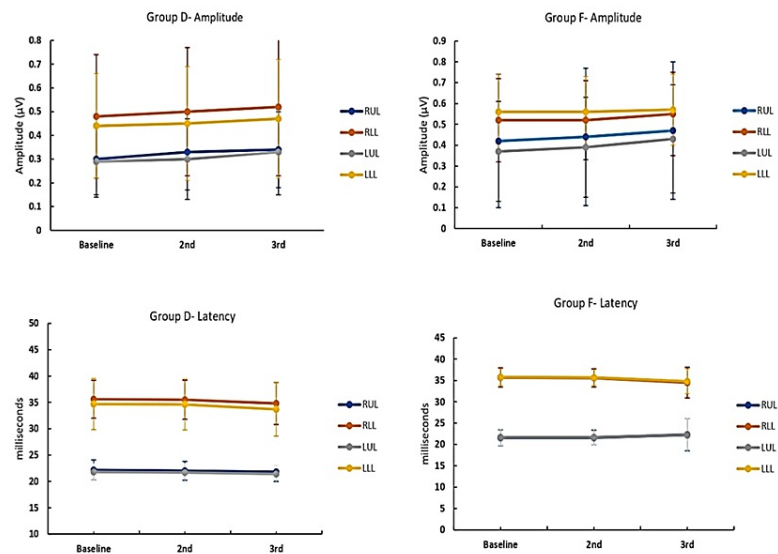 Group D- Amplitude
Amplitude (μV)
0.8
0.7
0.6
0.5
0.4
0.3
0.2
0.1
0
Baseline 2nd 3rd
RUL
RLL
LUL
LLL
Group F- Amplitude
Amplitude (μV)
0.9
0.8
0.7
0.6
0.5
0.4
0.3
0.2
0.1
0
Baseline 2nd 3rd
RUL
RLL
LUL
LLL
Group D- Latency
milliseconds
50
45
40
35
30
25
20
15
10
Baseline 2nd 3rd
RUL
RLL
LUL
LLL
Group F- Latency
milliseconds
45
40
35
30
25
20
15
10
5
0
Baseline 2nd 3rd
RUL
RLL
LUL
LLL